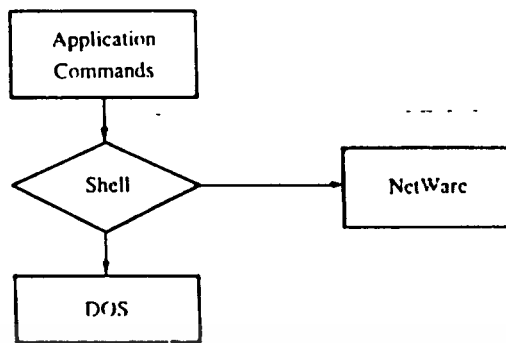 Application
Commands
Shell
NetWare
DOS